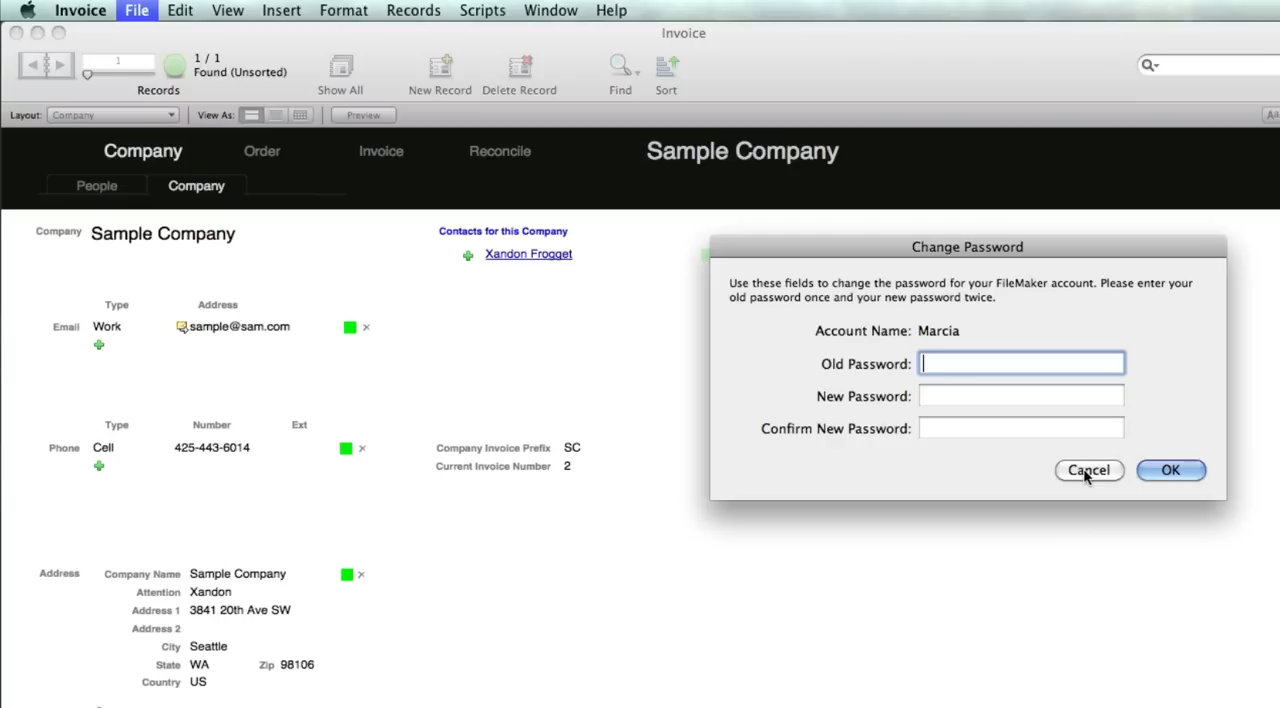 Invoice File Edit View Insert Format Records Scripts Window Help
Invoice
1
1 / 1
Found (Unsorted)
Records
Show All
New Record
Delete Record
Find
Sort
Layout: Company
View As:
Preview
Company Order Invoice Reconcile
Sample Company
People Company
Company Sample Company
Contacts for this Company
Xandon Frogget
Type Address
Email Work sample@sam.com
Type Number Ext
Phone Cell 425-443-6014
Company Invoice Prefix SC
Current Invoice Number 2
Address Company Name Sample Company
Attention Xandon
Address 1 3841 20th Ave SW
Address 2
City Seattle
State WA Zip 98106
Country US
Change Password
Use these fields to change the password for your FileMaker account. Please enter your
old password once and your new password twice.
Account Name: Marcia
Old Password:
New Password:
Confirm New Password:
Cancel OK